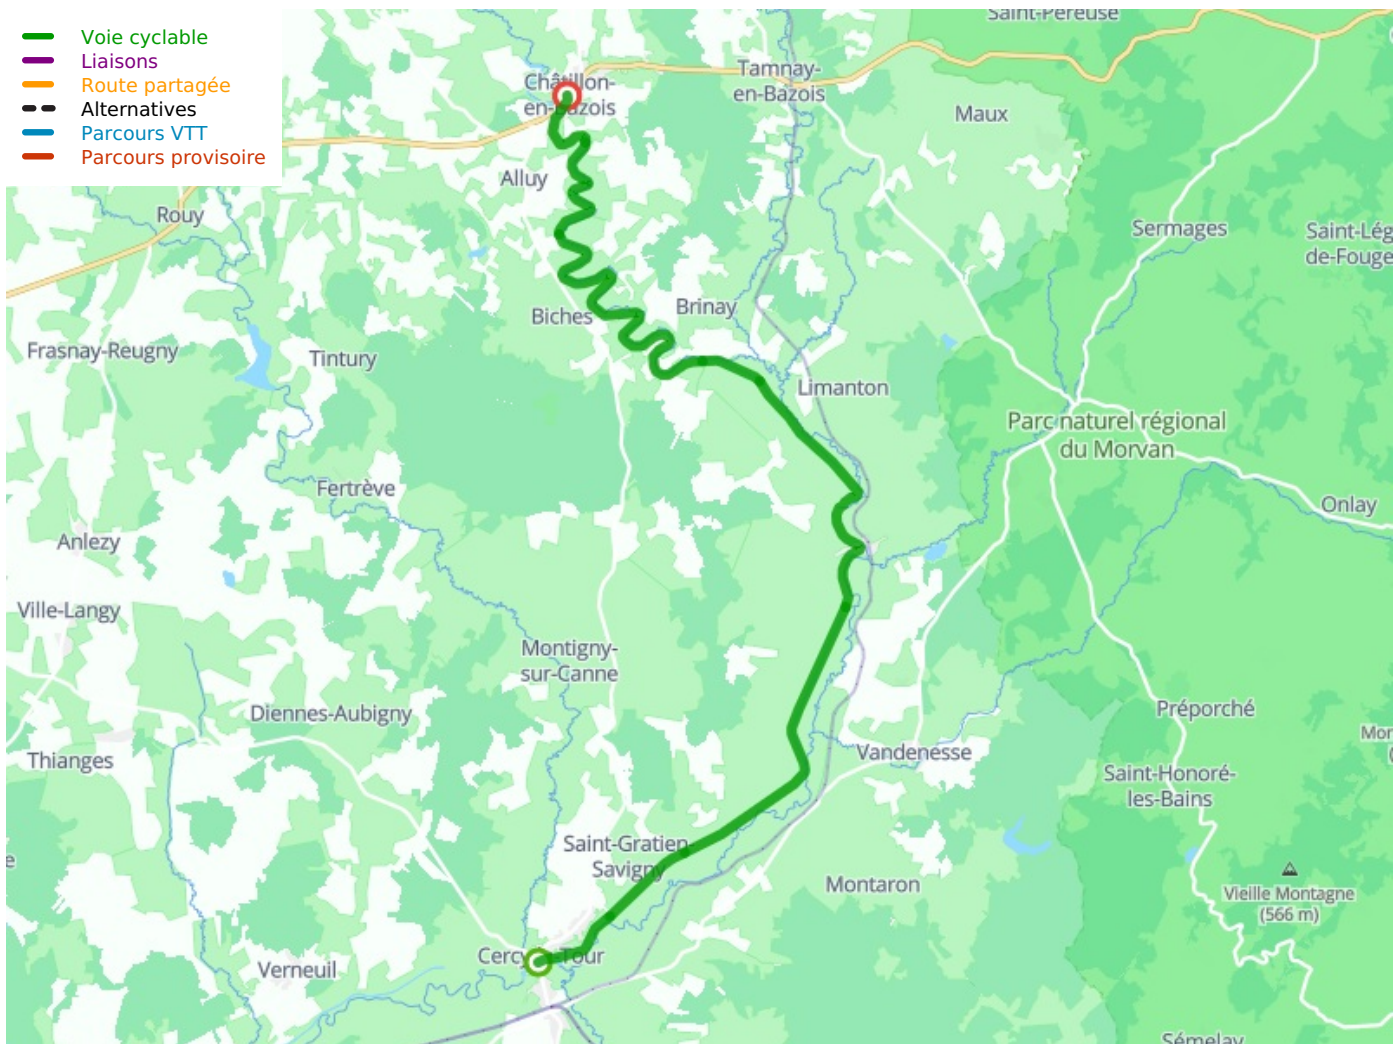 Voie cyclable
Liaisons
Route partagée
Alternatives
Parcours VTT
Parcours provisoire
Saint-Péreuse
Châtillon-
en-Bazois
Tamnay-
en-Bazois
Maux
Alluy
Rouy
Sermages
Saint-Lég
de-Fouge
Biches
Brinay
Frasnay-Reugny
Tintury
Limanton
Parc naturel régional
du Morvan
Fertrève
Onlay
Anlezy
Ville-Langy
Montigny-
sur-Canne
Diennes-Aubigny
Préporché
Thianges
Vandenesse
Mor
Saint-Honoré-
les-Bains
Saint-Gratien-
Savigny
e
Montaron
Vieille Montagne
(566 m)
Cercy-la-Tour
Verneuil
Sémelay